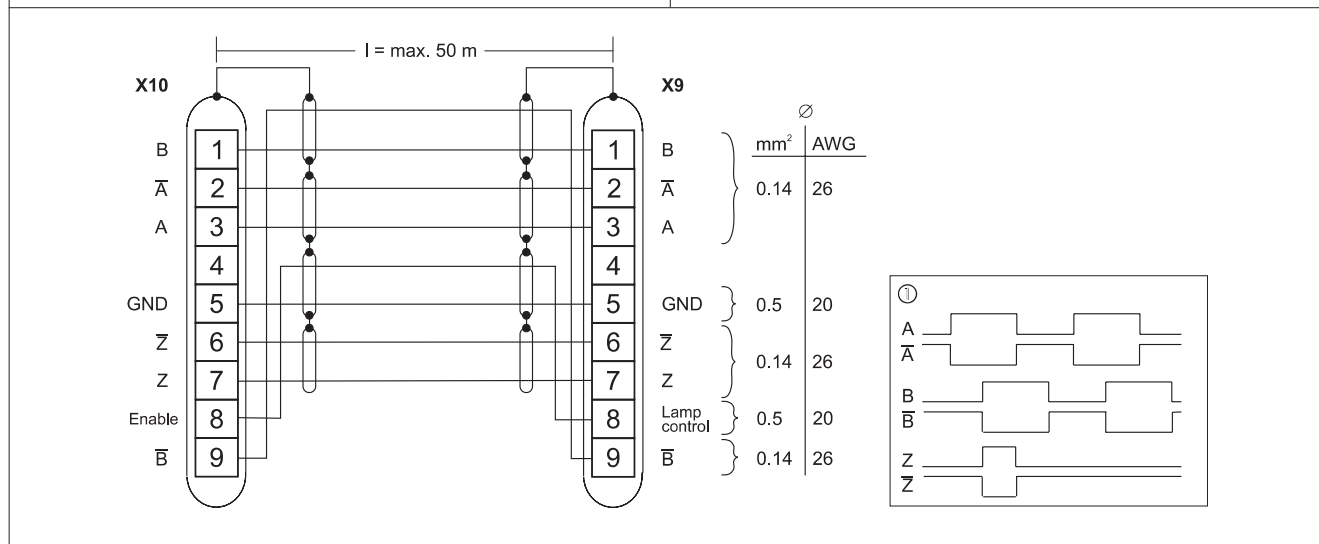 l = max. 50 m
X10
X9
∅
mm² AWG
B 1 1 B
A̅ 2 2 A̅ 0.14 26
A 3 3 A
4 4
GND 5 5 GND 0.5 20
Z̅ 6 6 Z̅
0.14 26
Z 7 7 Z
Enable 8 8 Lamp control 0.5 20
B̅ 9 9 B̅ 0.14 26
①
A
A̅
B
B̅
Z
Z̅